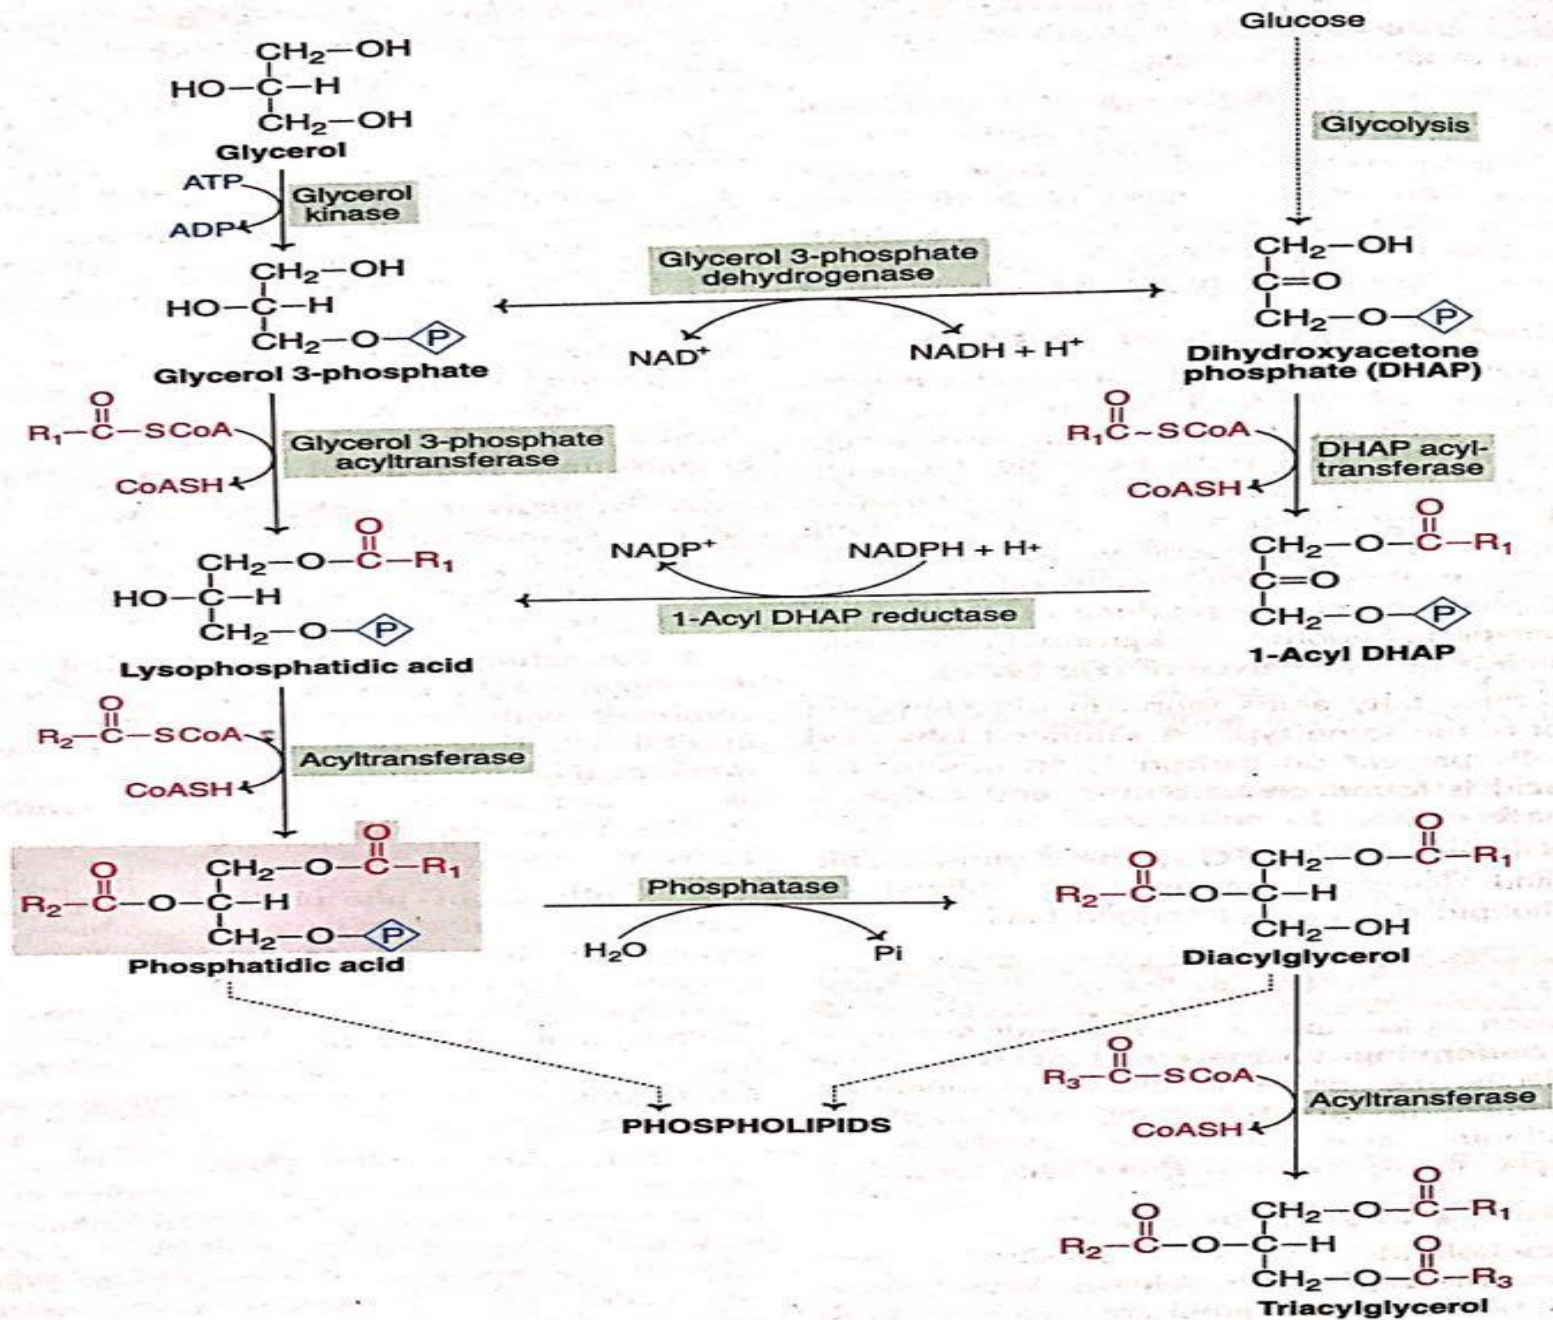 Glucose
CH₂–OH
HO–C–H
CH₂–OH
Glycerol
Glycolysis
ATP
Glycerol
kinase
ADP
CH₂–OH
HO–C–H
CH₂–O–P
Glycerol 3-phosphate
Glycerol 3-phosphate
dehydrogenase
NAD⁺
NADH + H⁺
CH₂–OH
C=O
CH₂–O–P
Dihydroxyacetone
phosphate (DHAP)
O
R₁–C–SCoA
Glycerol 3-phosphate
acyltransferase
CoASH
O
R₁C~SCoA
DHAP acyl-
transferase
CoASH
O
CH₂–O–C–R₁
HO–C–H
CH₂–O–P
Lysophosphatidic acid
NADP⁺
NADPH + H+
1-Acyl DHAP reductase
O
CH₂–O–C–R₁
C=O
CH₂–O–P
1-Acyl DHAP
O
R₂–C–SCoA
Acyltransferase
CoASH
O
O
CH₂–O–C–R₁
R₂–C–O–C–H
CH₂–O–P
Phosphatidic acid
Phosphatase
H₂O
Pi
O
O
CH₂–O–C–R₁
R₂–C–O–C–H
CH₂–OH
Diacylglycerol
O
R₃–C–SCoA
Acyltransferase
CoASH
PHOSPHOLIPIDS
O
O
CH₂–O–C–R₁
R₂–C–O–C–H
O
CH₂–O–C–R₃
Triacylglycerol